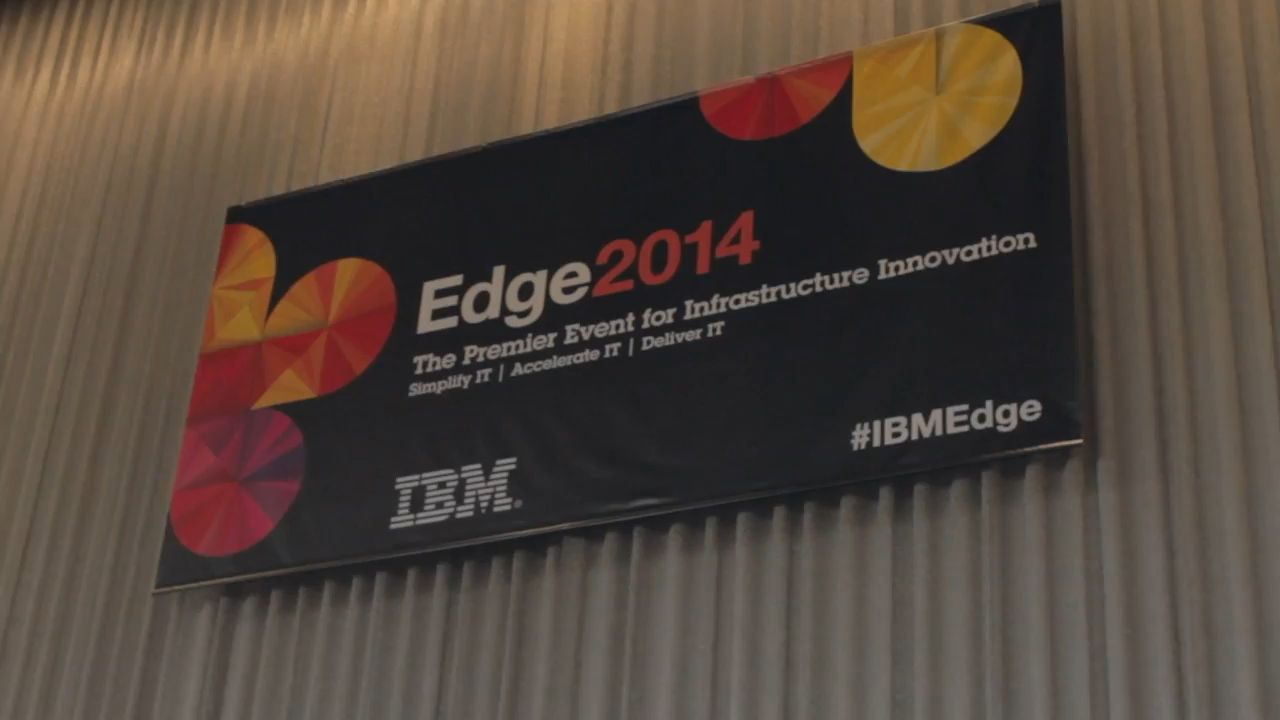 Edge2014
The Premier Event for Infrastructure Innovation
Simplify IT | Accelerate IT | Deliver IT
#IBMEdge
IBM®